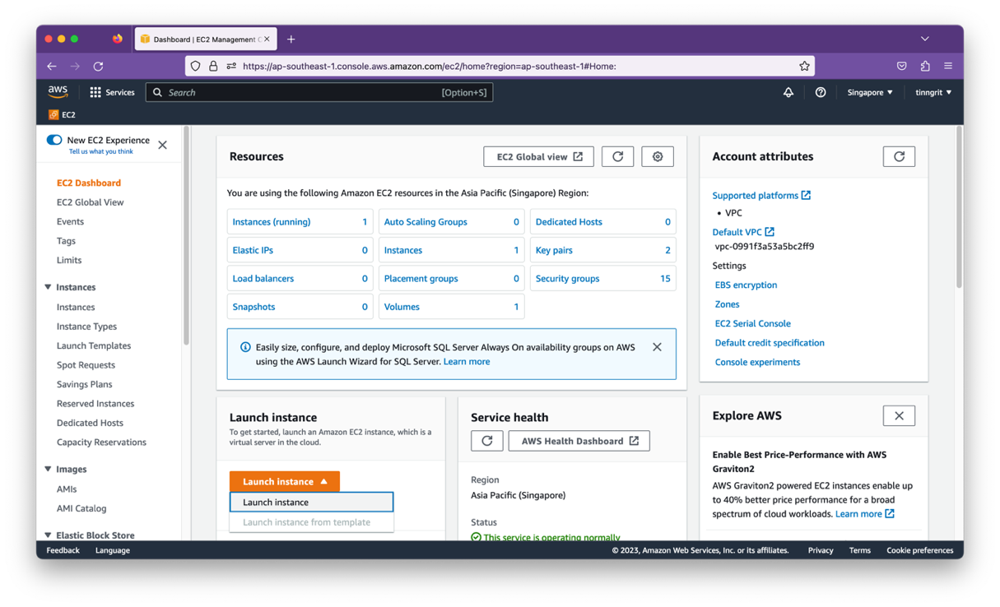 Dashboard | EC2 Management C
https://ap-southeast-1.console.aws.amazon.com/ec2/home?region=ap-southeast-1#Home:
aws
Services
Search
[Option+S]
Singapore
tinngrit
EC2
New EC2 Experience
Tell us what you think
EC2 Dashboard
EC2 Global View
Events
Tags
Limits
Instances
Instances
Instance Types
Launch Templates
Spot Requests
Savings Plans
Reserved Instances
Dedicated Hosts
Capacity Reservations
Images
AMIs
AMI Catalog
Elastic Block Store
Resources
EC2 Global view
You are using the following Amazon EC2 resources in the Asia Pacific (Singapore) Region:
Instances (running) 1
Auto Scaling Groups 0
Dedicated Hosts 0
Elastic IPs 0
Instances 1
Key pairs 2
Load balancers 0
Placement groups 0
Security groups 15
Snapshots 0
Volumes 1
Easily size, configure, and deploy Microsoft SQL Server Always On availability groups on AWS
using the AWS Launch Wizard for SQL Server. Learn more
Launch instance
To get started, launch an Amazon EC2 instance, which is a
virtual server in the cloud.
Launch instance
Launch instance
Launch instance from template
Service health
AWS Health Dashboard
Region
Asia Pacific (Singapore)
Status
This service is operating normally
Account attributes
Supported platforms
• VPC
Default VPC
vpc-0991f3a53a5bc2ff9
Settings
EBS encryption
Zones
EC2 Serial Console
Default credit specification
Console experiments
Explore AWS
Enable Best Price-Performance with AWS
Graviton2
AWS Graviton2 powered EC2 instances enable up
to 40% better price performance for a broad
spectrum of cloud workloads. Learn more
Feedback
Language
© 2023, Amazon Web Services, Inc. or its affiliates.
Privacy
Terms
Cookie preferences